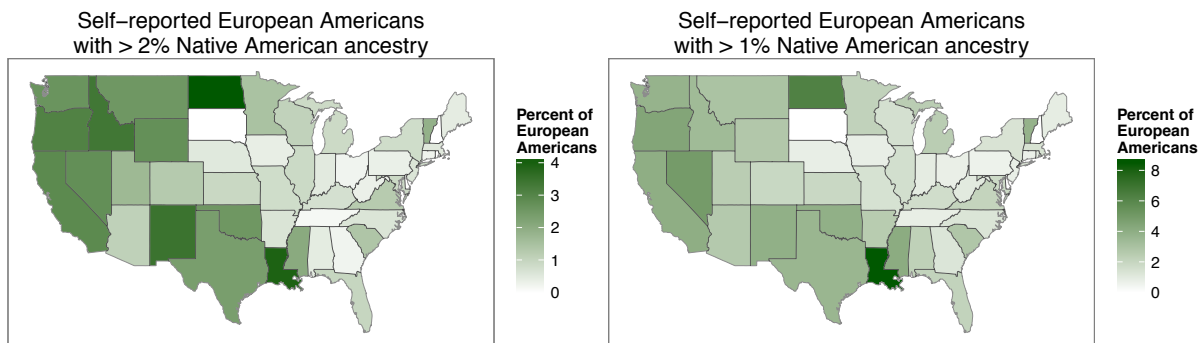 Self−reported European Americans
with > 2% Native American ancestry
Percent of
European
Americans
4
3
2
1
0
Self−reported European Americans
with > 1% Native American ancestry
Percent of
European
Americans
8
6
4
2
0